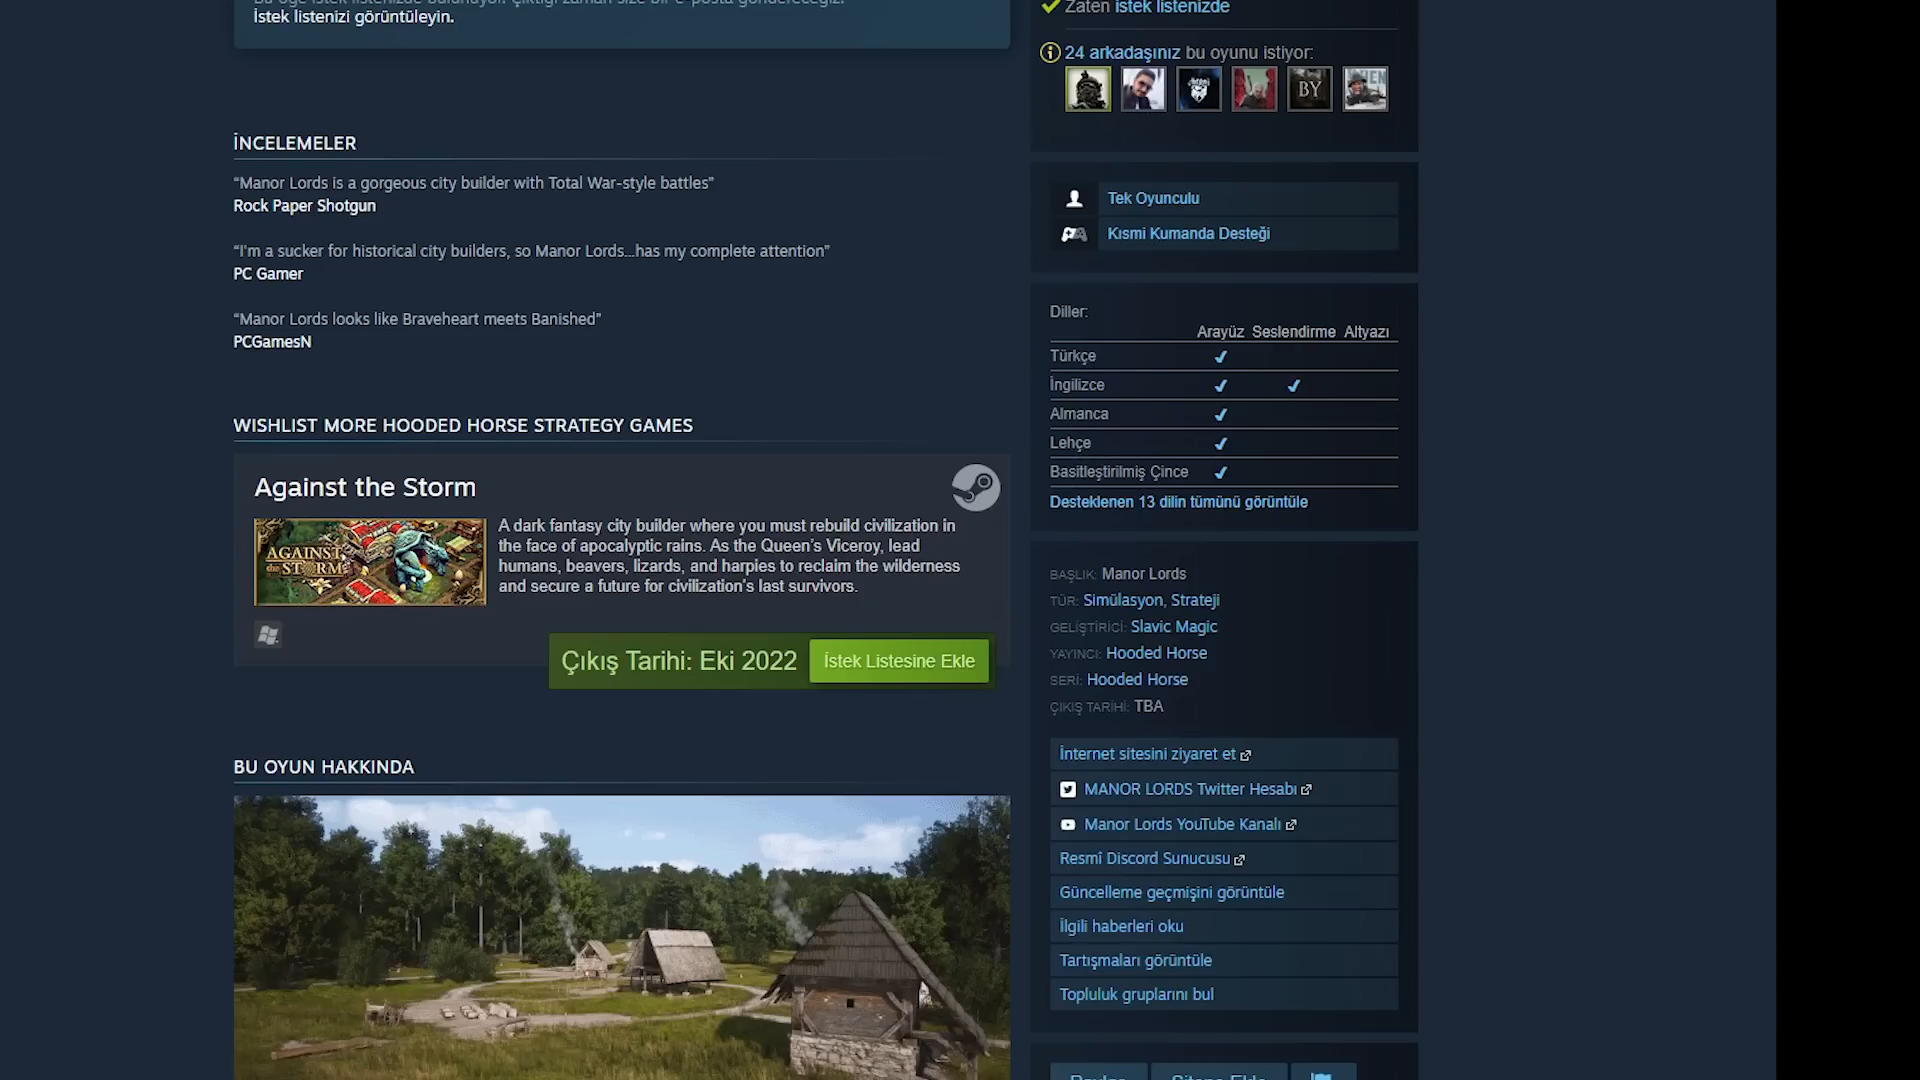 İstek listenizi görüntüleyin.
Zaten istek listenizde
24 arkadaşınız bu oyunu istiyor:
BY
İNCELEMELER
“Manor Lords is a gorgeous city builder with Total War-style battles”
Rock Paper Shotgun
“I'm a sucker for historical city builders, so Manor Lords...has my complete attention”
PC Gamer
“Manor Lords looks like Braveheart meets Banished”
PCGamesN
WISHLIST MORE HOODED HORSE STRATEGY GAMES
Against the Storm
AGAINST
the STORM
A dark fantasy city builder where you must rebuild civilization in
the face of apocalyptic rains. As the Queen’s Viceroy, lead
humans, beavers, lizards, and harpies to reclaim the wilderness
and secure a future for civilization's last survivors.
Çıkış Tarihi: Eki 2022
İstek Listesine Ekle
BU OYUN HAKKINDA
Tek Oyunculu
Kısmi Kumanda Desteği
Diller:
Arayüz Seslendirme Altyazı
Türkçe
İngilizce
Almanca
Lehçe
Basitleştirilmiş Çince
Desteklenen 13 dilin tümünü görüntüle
BAŞLIK: Manor Lords
TÜR: Simülasyon, Strateji
GELİŞTİRİCİ: Slavic Magic
YAYINCI: Hooded Horse
SERİ: Hooded Horse
ÇIKIŞ TARİHİ: TBA
İnternet sitesini ziyaret et
MANOR LORDS Twitter Hesabı
Manor Lords YouTube Kanalı
Resmî Discord Sunucusu
Güncelleme geçmişini görüntüle
İlgili haberleri oku
Tartışmaları görüntüle
Topluluk gruplarını bul